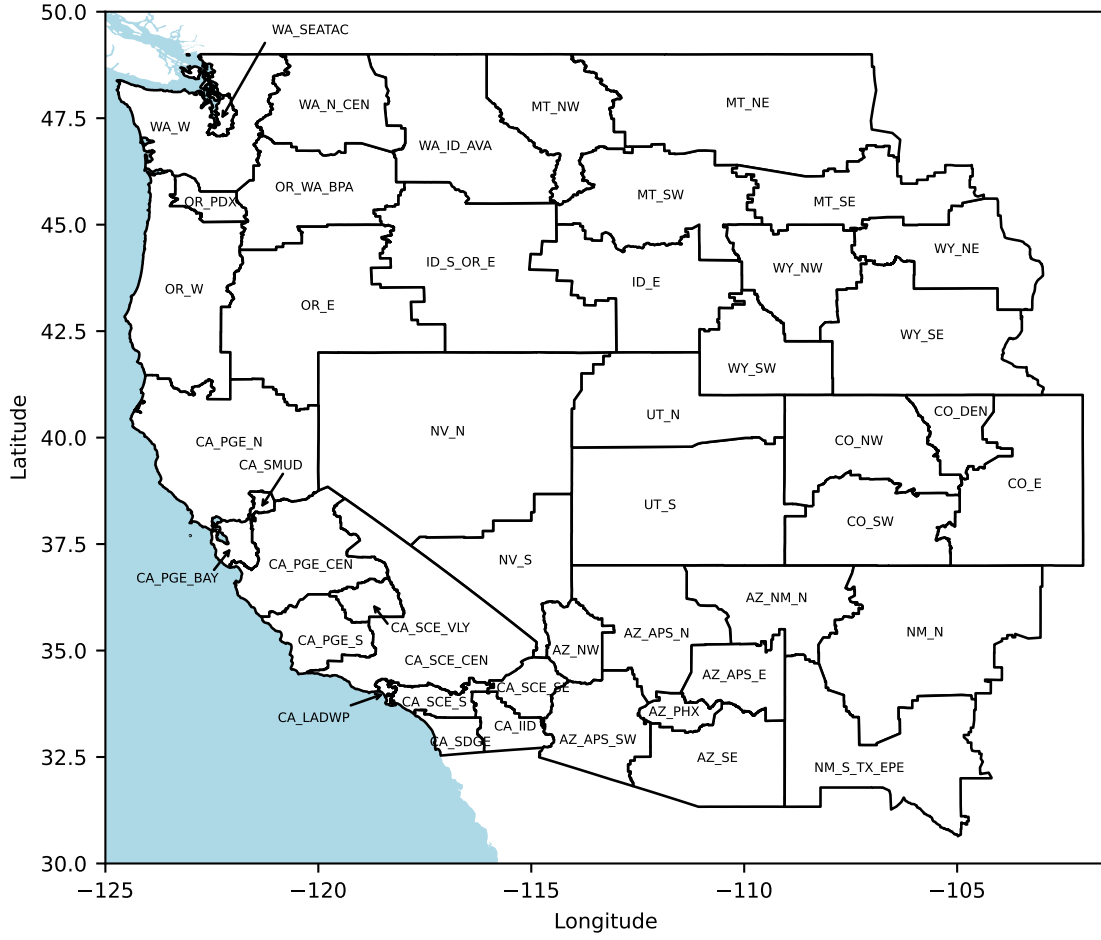 50.0
WA_SEATAC
MT_NE
WA_N_CEN
MT_NW
47.5
WA_W
WA_ID_AVA
OR_WA_BPA
MT_SW
OR_PDX
MT_SE
45.0
WY_NE
ID_S_OR_E
WY_NW
ID_E
OR_W
OR_E
42.5
WY_SE
WY_SW
UT_N
CO_DEN
NV_N
40.0
CA_PGE_N
CO_NW
CA_SMUD
CO_E
UT_S
CO_SW
37.5
NV_S
CA_PGE_CEN
CA_PGE_BAY
AZ_NM_N
CA_SCE_VLY
AZ_APS_N
NM_N
CA_PGE_S
35.0
AZ_NW
CA_SCE_CEN
AZ_APS_E
CA_SCE_SE
CA_SCE_S
AZ_PHX
CA_LADWP
CA_IID
CA_SDGE
AZ_APS_SW
32.5
AZ_SE
NM_S_TX_EPE
30.0
−125
−120
−115
−110
−105
Longitude
Latitude